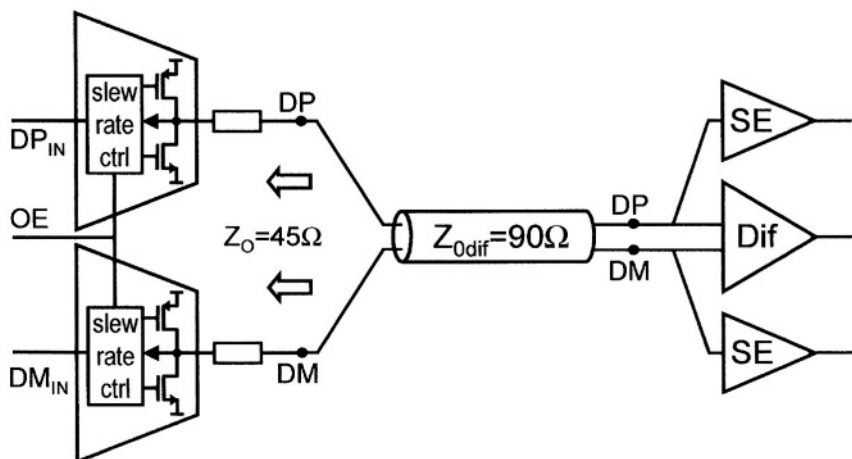 slew
rate
ctrl
DP_IN
OE
slew
rate
ctrl
DM_IN
DP
Z_O=45Ω
DM
Z_0dif=90Ω
DP
DM
SE
Dif
SE